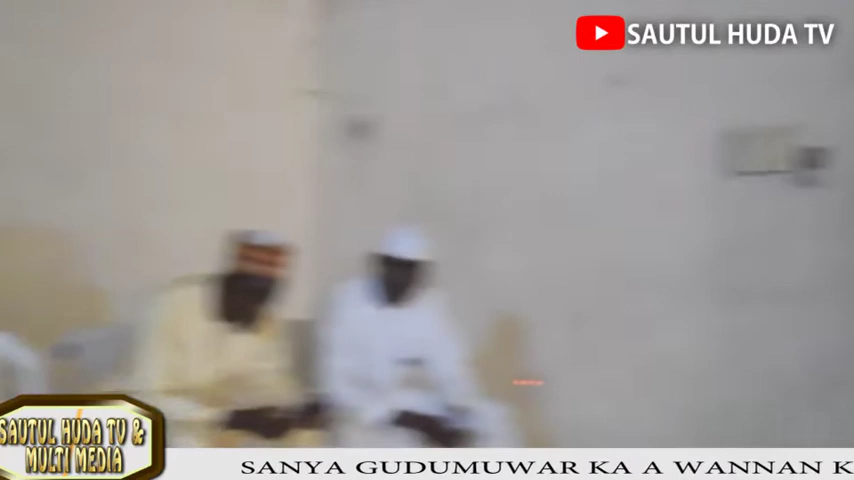 SAUTUL HUDA TV
SAUTUL HUDA TV &
MULTI MEDIA
SANYA GUDUMUWAR KA A WANNAN K